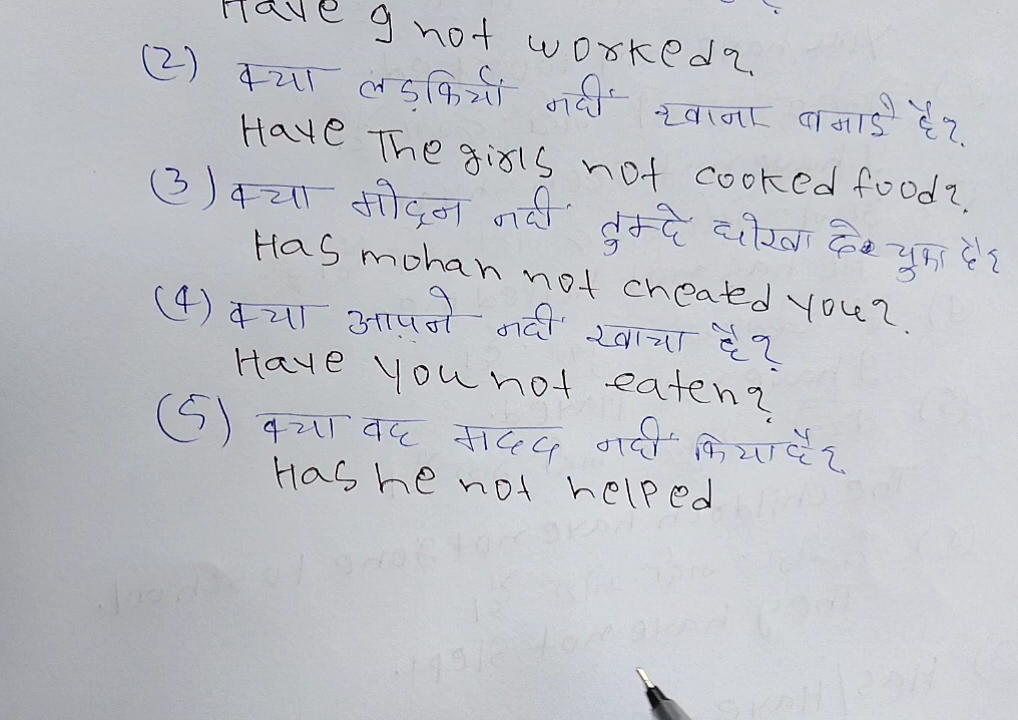 Have I not worked?
(2) क्या लड़कियाँ नहीं खाना बनाई है?
Have The girls not cooked food?
(3) क्या मोहन नहीं तुम्हे धोखा दे चुका है?
Has mohan not cheated you?
(4) क्या आपने नहीं खाया है?
Have you not eaten?
(5) क्या वह मदद नहीं किया है?
Has he not helped